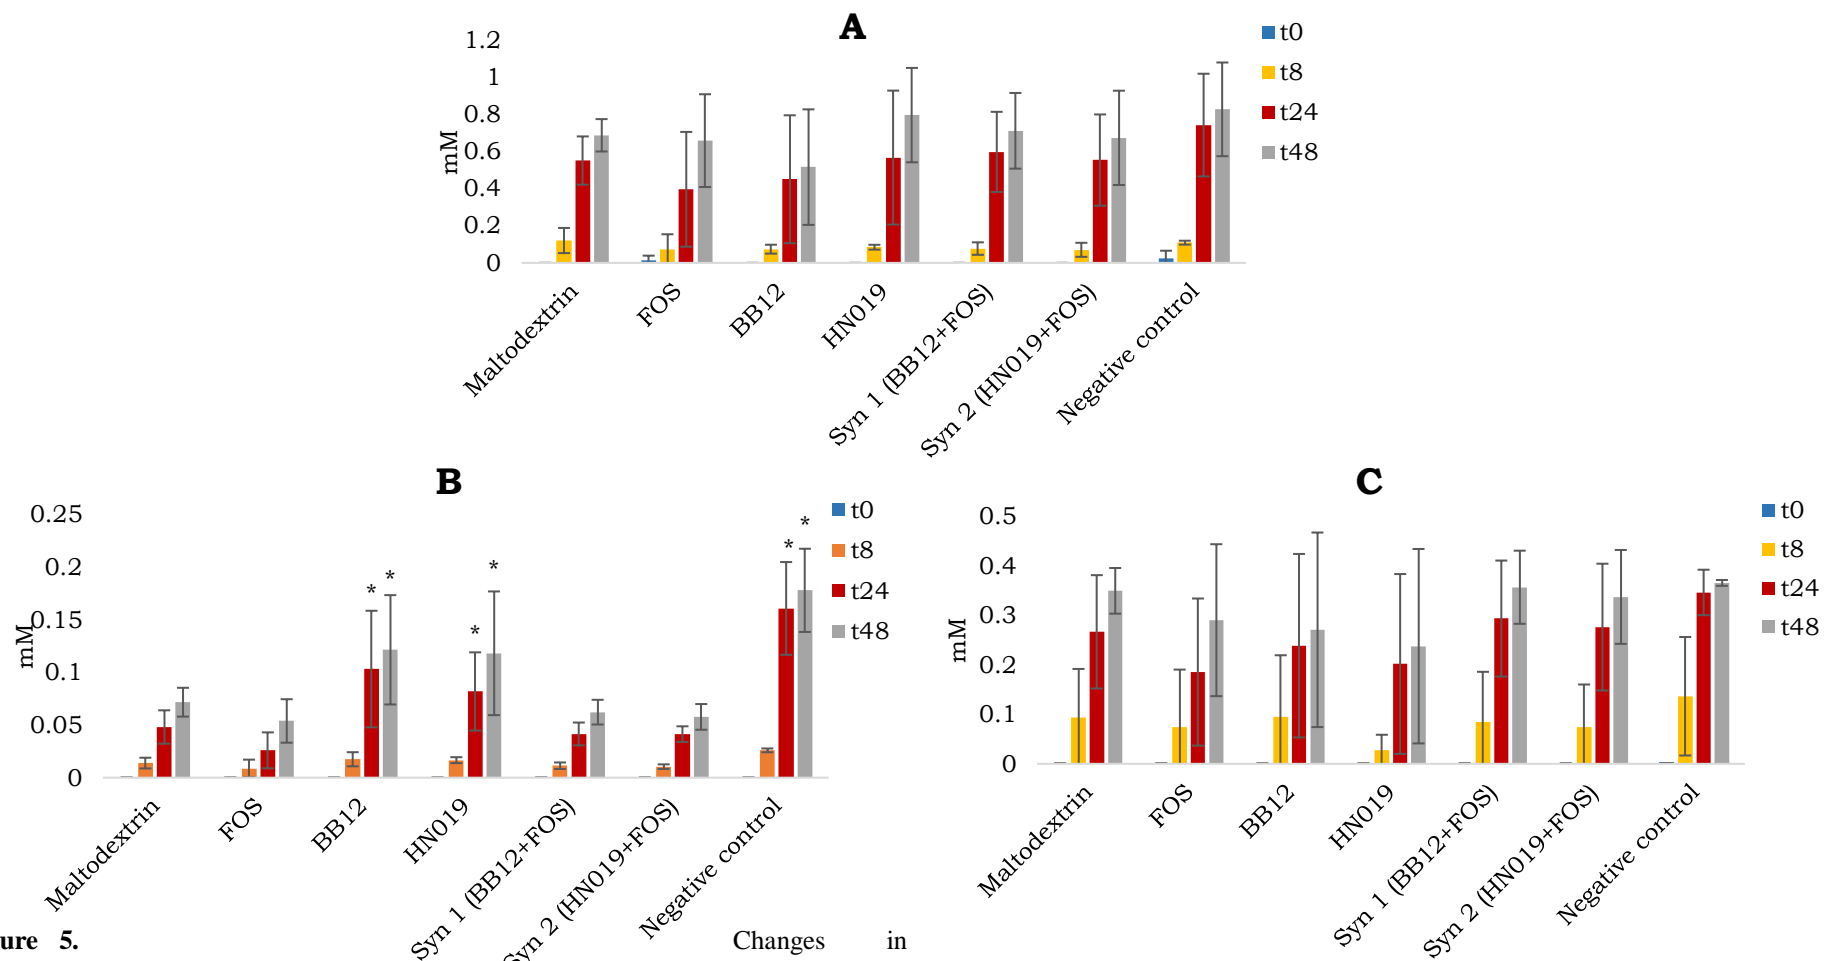 A
1.2
1
0.8
0.6
0.4
0.2
0
mM
t0
t8
t24
t48
Maltodextrin
FOS
BB12
HN019
Syn 1 (BB12+FOS)
Syn 2 (HN019+FOS)
Negative control
B
0.25
0.2
0.15
0.1
0.05
0
mM
* * * * * *
t0
t8
t24
t48
Maltodextrin
FOS
BB12
HN019
Syn 1 (BB12+FOS)
Syn 2 (HN019+FOS)
Negative control
C
0.5
0.4
0.3
0.2
0.1
0
mM
t0
t8
t24
t48
Maltodextrin
FOS
BB12
HN019
Syn 1 (BB12+FOS)
Syn 2 (HN019+FOS)
Negative control
ure 5. Changes in